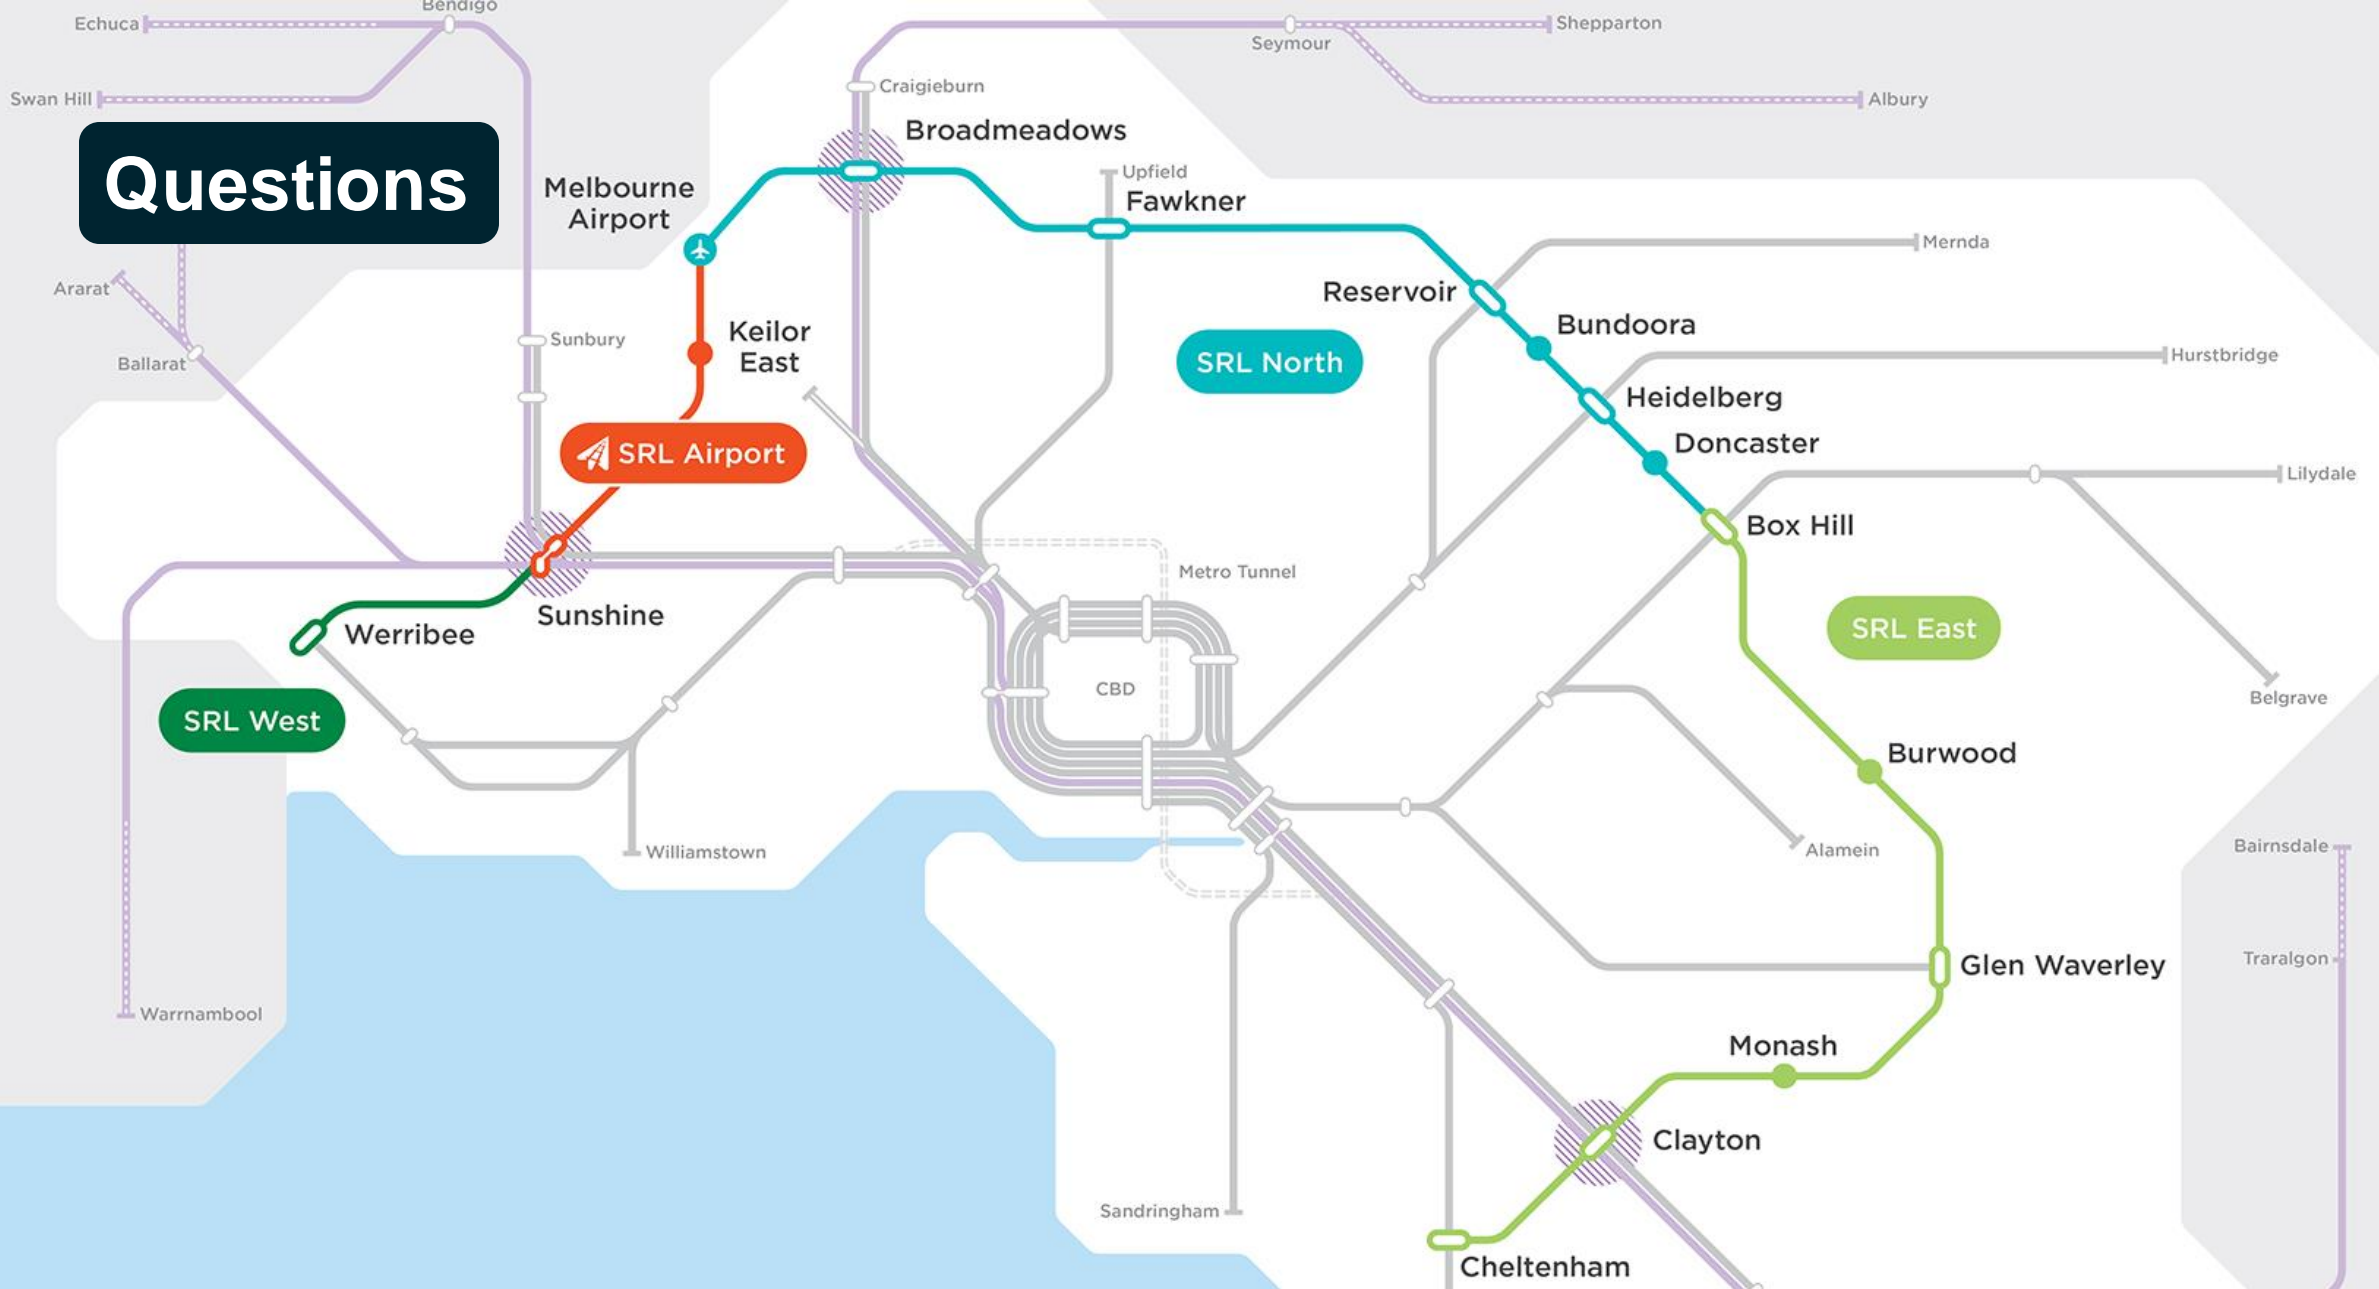 Bendigo
Echuca
Shepparton
Seymour
Swan Hill
Craigieburn
Albury
Questions
Broadmeadows
Melbourne
Airport
Upfield
Fawkner
Mernda
Ararat
Reservoir
Keilor
East
Sunbury
Bundoora
Ballarat
SRL North
Hurstbridge
Heidelberg
SRL Airport
Doncaster
Lilydale
Box Hill
Metro Tunnel
Sunshine
Werribee
SRL East
CBD
Belgrave
SRL West
Burwood
Williamstown
Alamein
Bairnsdale
Glen Waverley
Traralgon
Warrnambool
Monash
Clayton
Sandringham
Cheltenham